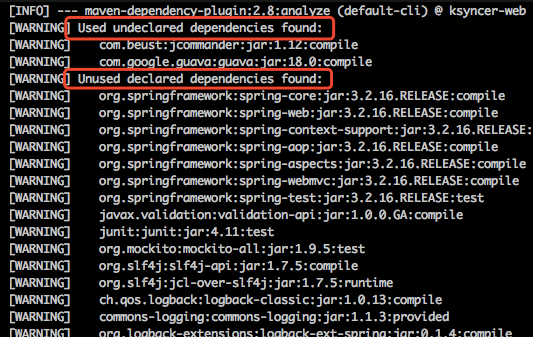 [INFO] --- maven-dependency-plugin:2.8:analyze (default-cli) @ ksyncer-web
[WARNING] Used undeclared dependencies found:
[WARNING]    com.beust:jcommander:jar:1.12:compile
[WARNING]    com.google.guava:guava:jar:18.0:compile
[WARNING] Unused declared dependencies found:
[WARNING]    org.springframework:spring-core:jar:3.2.16.RELEASE:compile
[WARNING]    org.springframework:spring-web:jar:3.2.16.RELEASE:compile
[WARNING]    org.springframework:spring-context-support:jar:3.2.16.RELEASE:
[WARNING]    org.springframework:spring-aop:jar:3.2.16.RELEASE:compile
[WARNING]    org.springframework:spring-aspects:jar:3.2.16.RELEASE:compile
[WARNING]    org.springframework:spring-webmvc:jar:3.2.16.RELEASE:compile
[WARNING]    org.springframework:spring-test:jar:3.2.16.RELEASE:test
[WARNING]    javax.validation:validation-api:jar:1.0.0.GA:compile
[WARNING]    junit:junit:jar:4.11:test
[WARNING]    org.mockito:mockito-all:jar:1.9.5:test
[WARNING]    org.slf4j:slf4j-api:jar:1.7.5:compile
[WARNING]    org.slf4j:jcl-over-slf4j:jar:1.7.5:runtime
[WARNING]    ch.qos.logback:logback-classic:jar:1.0.13:compile
[WARNING]    commons-logging:commons-logging:jar:1.1.3:provided
[WARNING]    org.logback-extensions:logback-ext-spring:jar:0.1.4:compile